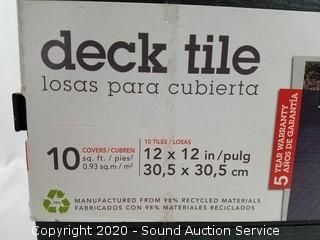 deck tile
losas para cubierta
10
COVERS/CUBREN
sq. ft. / pies²
0.93 sq.m / m²
10 TILES / LOSAS
12 x 12 in/pulg
30,5 x 30,5 cm
5 YEAR WARRANTY
AÑOS DE GARANTÍA
MANUFACTURED FROM 98% RECYCLED MATERIALS
FABRICADOS CON 98% MATERIALES RECICLADOS
Copyright 2020 - Sound Auction Service